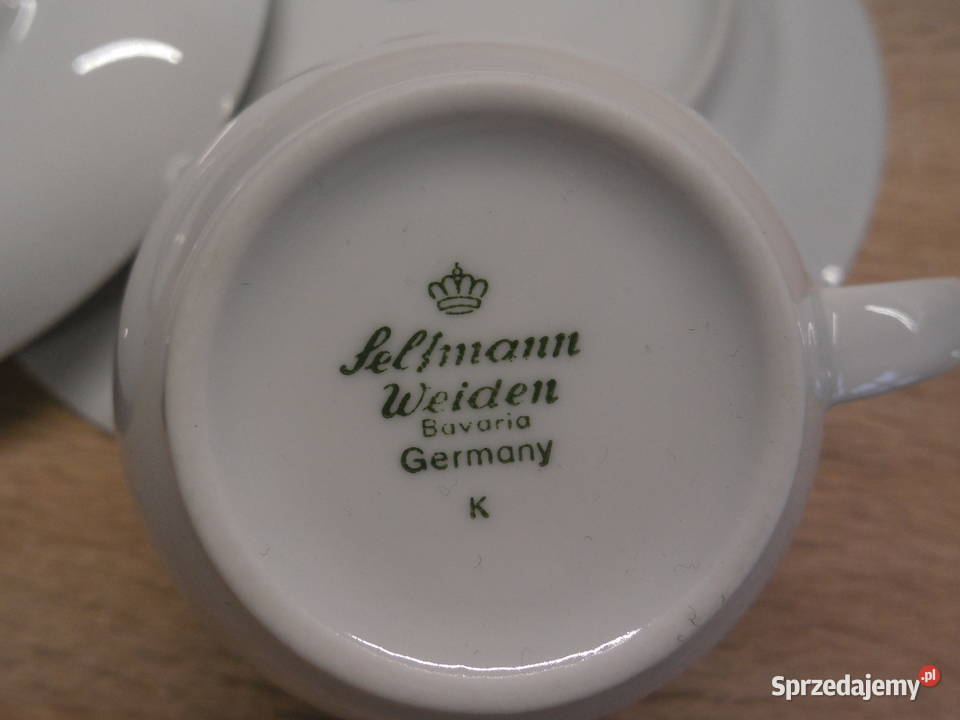 Seltmann
Weiden
Bavaria
Germany
K
Sprzedajemy.pl